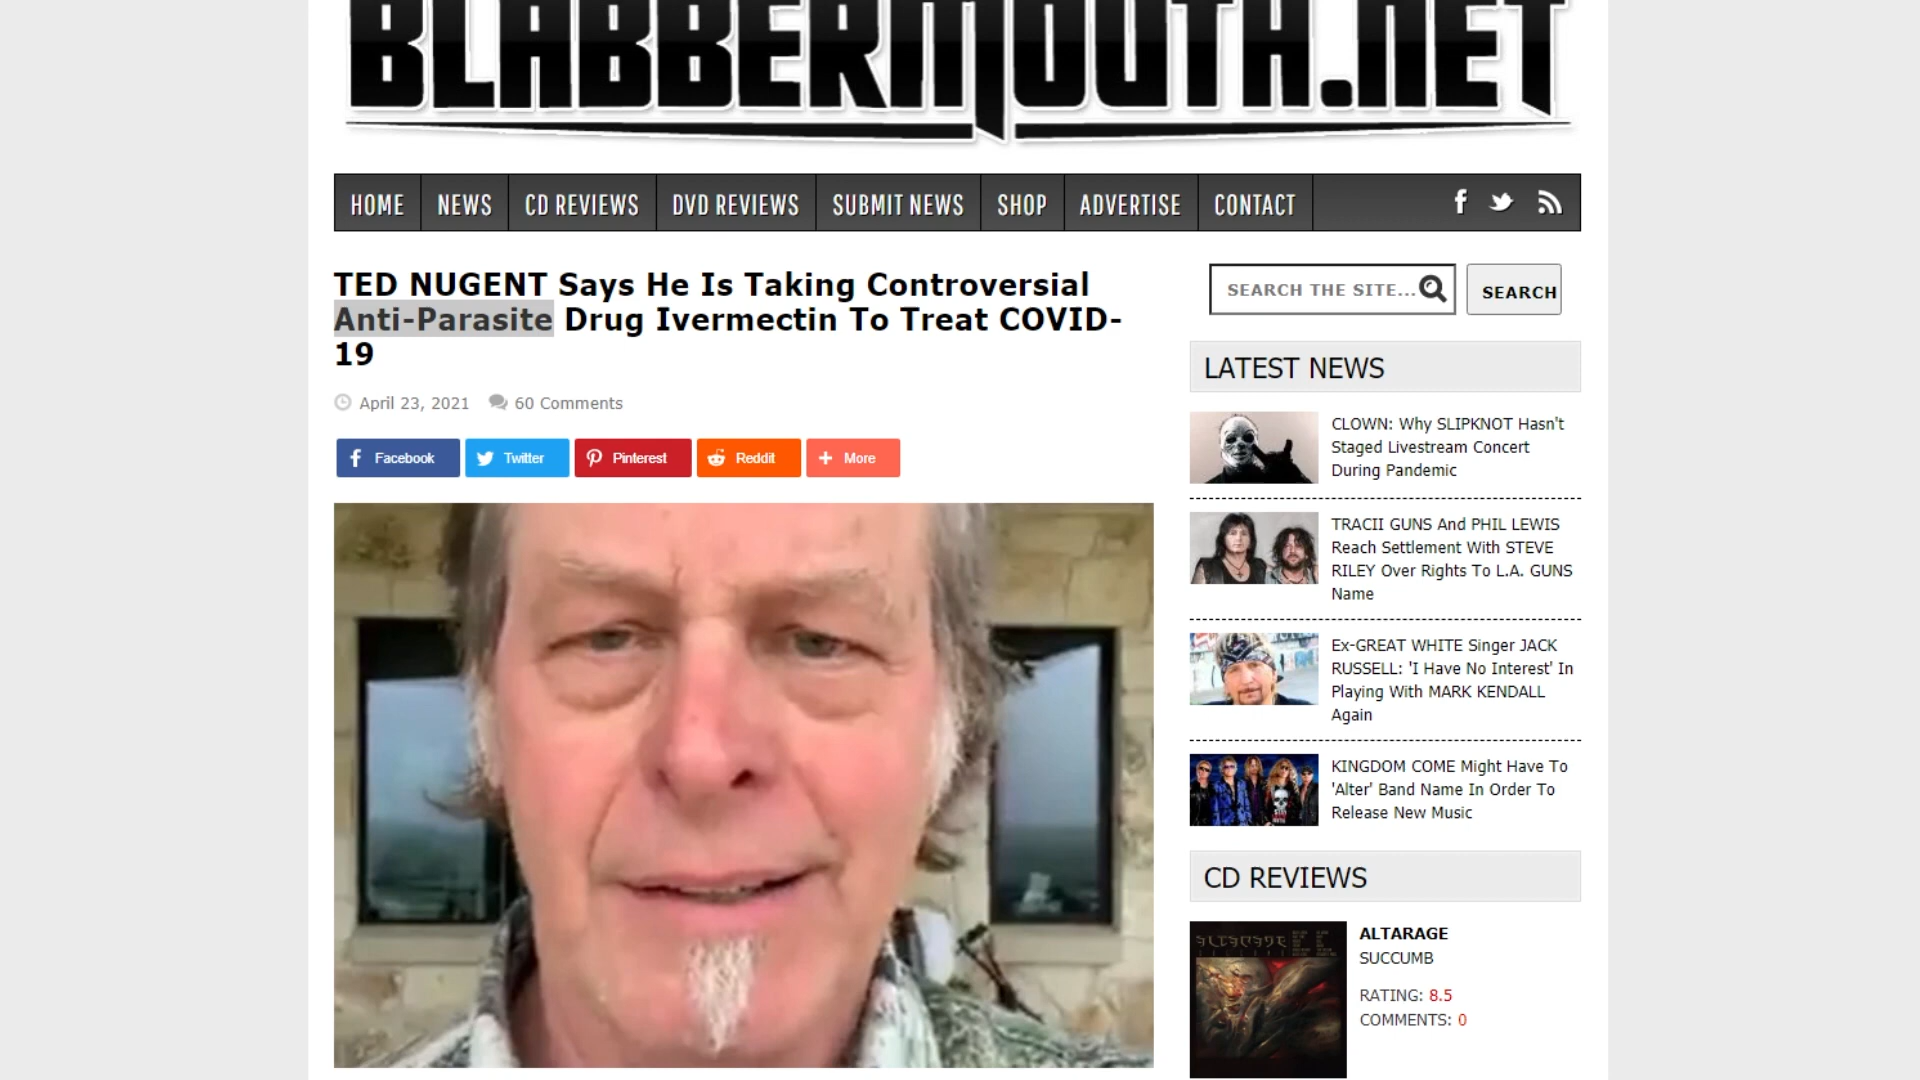 BLABBERMOUTH.NET
HOME NEWS CD REVIEWS DVD REVIEWS SUBMIT NEWS SHOP ADVERTISE CONTACT
TED NUGENT Says He Is Taking Controversial
Anti-Parasite Drug Ivermectin To Treat COVID-
19
April 23, 2021 60 Comments
Facebook Twitter Pinterest Reddit More
SEARCH THE SITE... SEARCH
LATEST NEWS
CLOWN: Why SLIPKNOT Hasn't
Staged Livestream Concert
During Pandemic
TRACII GUNS And PHIL LEWIS
Reach Settlement With STEVE
RILEY Over Rights To L.A. GUNS
Name
Ex-GREAT WHITE Singer JACK
RUSSELL: 'I Have No Interest' In
Playing With MARK KENDALL
Again
KINGDOM COME Might Have To
'Alter' Band Name In Order To
Release New Music
CD REVIEWS
ALTARAGE
SUCCUMB
RATING: 8.5
COMMENTS: 0